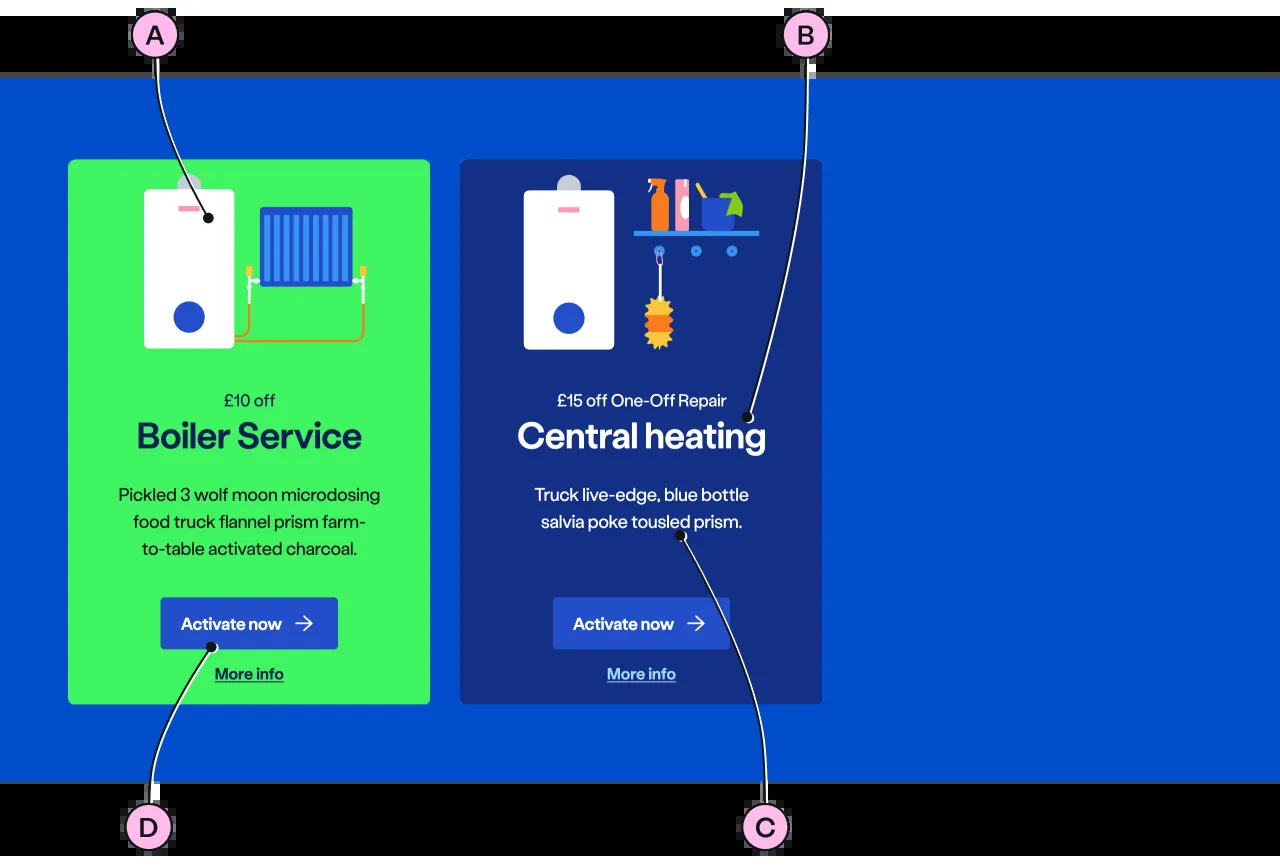 A
B
£10 off
Boiler Service
Pickled 3 wolf moon microdosing
food truck flannel prism farm-
to-table activated charcoal.
Activate now
More info
£15 off One-Off Repair
Central heating
Truck live-edge, blue bottle
salvia poke tousled prism.
Activate now
More info
D
C